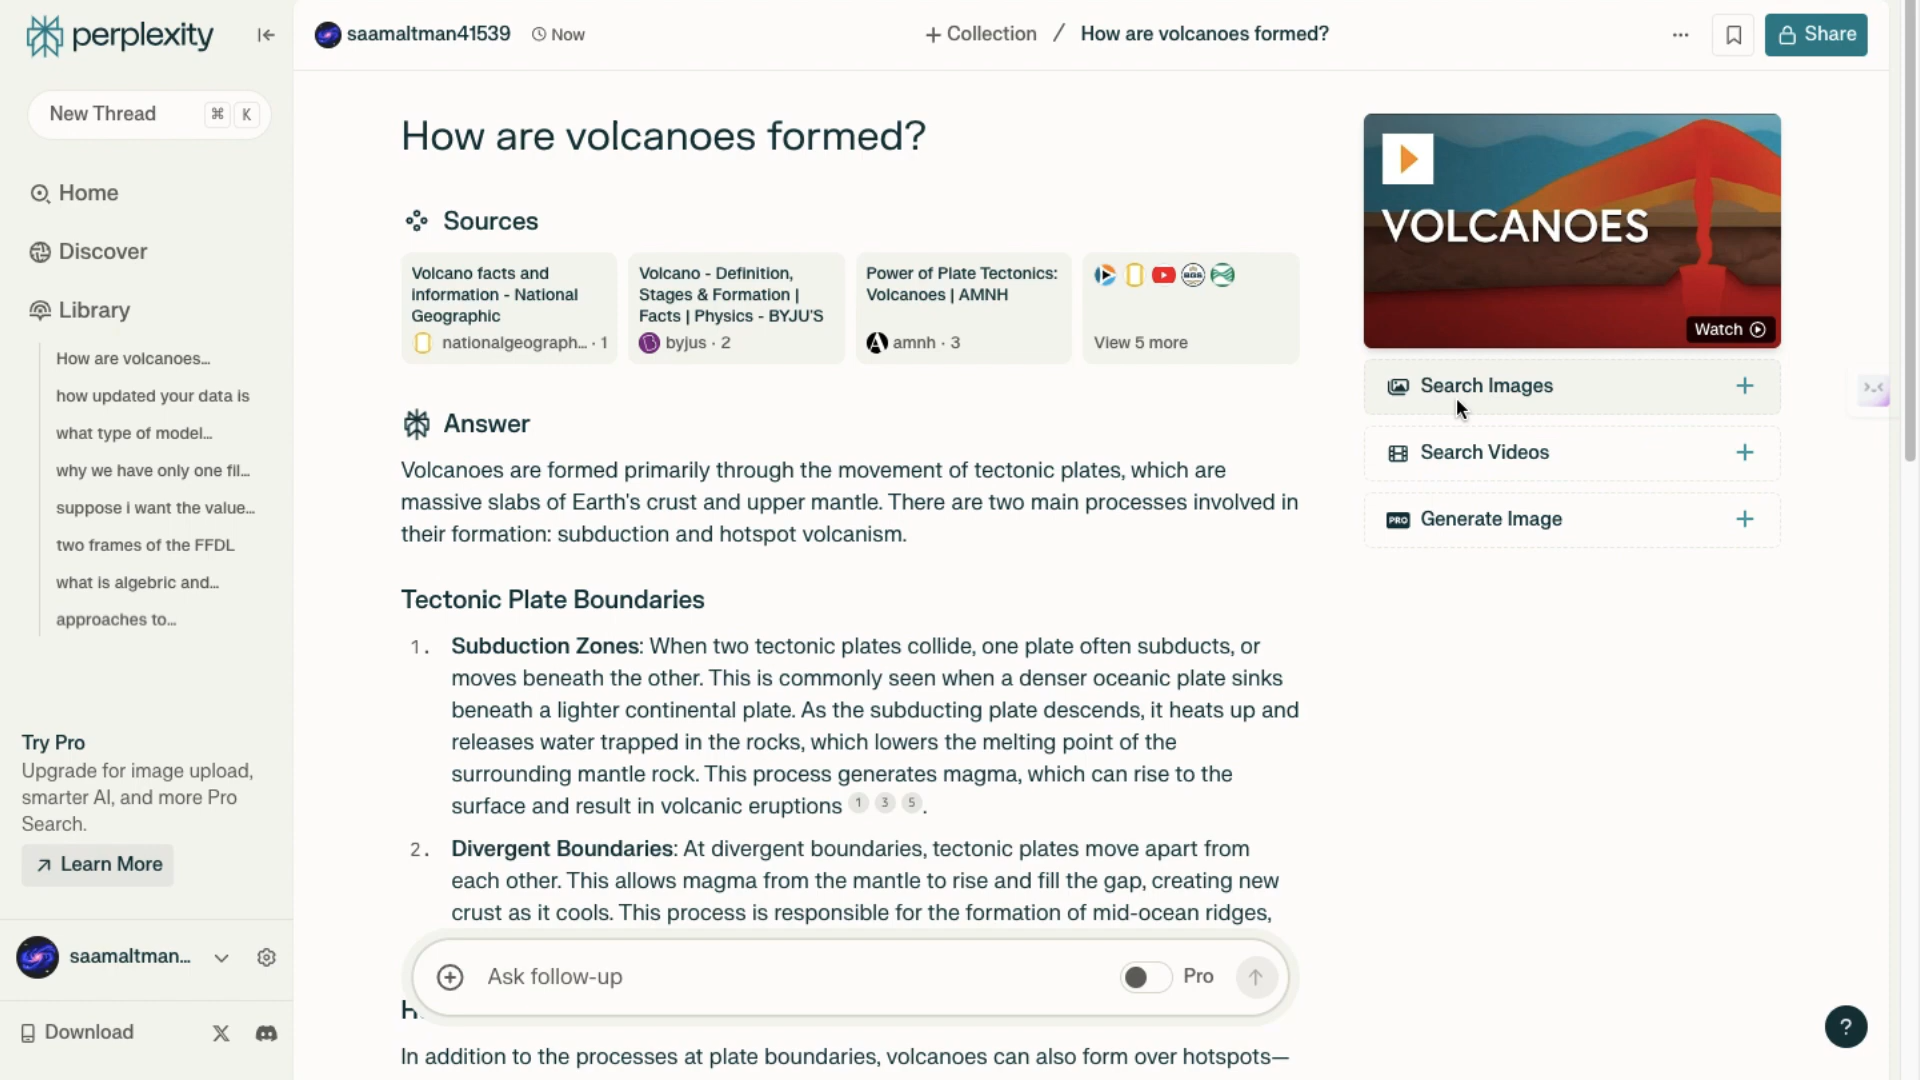 perplexity
saamaltman41539 Now
+ Collection / How are volcanoes formed?
... Share
New Thread ⌘ K
Home
Discover
Library
How are volcanoes...
how updated your data is
what type of model...
why we have only one fil...
suppose i want the value...
two frames of the FFDL
what is algebric and...
approaches to...
Try Pro
Upgrade for image upload,
smarter AI, and more Pro
Search.
Learn More
saamaltman...
Download
How are volcanoes formed?
Sources
Volcano facts and
information - National
Geographic
nationalgeograph... · 1
Volcano - Definition,
Stages & Formation |
Facts | Physics - BYJU'S
byjus · 2
Power of Plate Tectonics:
Volcanoes | AMNH
amnh · 3
View 5 more
Answer
Volcanoes are formed primarily through the movement of tectonic plates, which are
massive slabs of Earth's crust and upper mantle. There are two main processes involved in
their formation: subduction and hotspot volcanism.
Tectonic Plate Boundaries
1. Subduction Zones: When two tectonic plates collide, one plate often subducts, or
moves beneath the other. This is commonly seen when a denser oceanic plate sinks
beneath a lighter continental plate. As the subducting plate descends, it heats up and
releases water trapped in the rocks, which lowers the melting point of the
surrounding mantle rock. This process generates magma, which can rise to the
surface and result in volcanic eruptions 1 3 5.
2. Divergent Boundaries: At divergent boundaries, tectonic plates move apart from
each other. This allows magma from the mantle to rise and fill the gap, creating new
crust as it cools. This process is responsible for the formation of mid-ocean ridges,
Ask follow-up Pro
In addition to the processes at plate boundaries, volcanoes can also form over hotspots—
VOLCANOES
Watch
Search Images +
Search Videos +
PRO Generate Image +
?